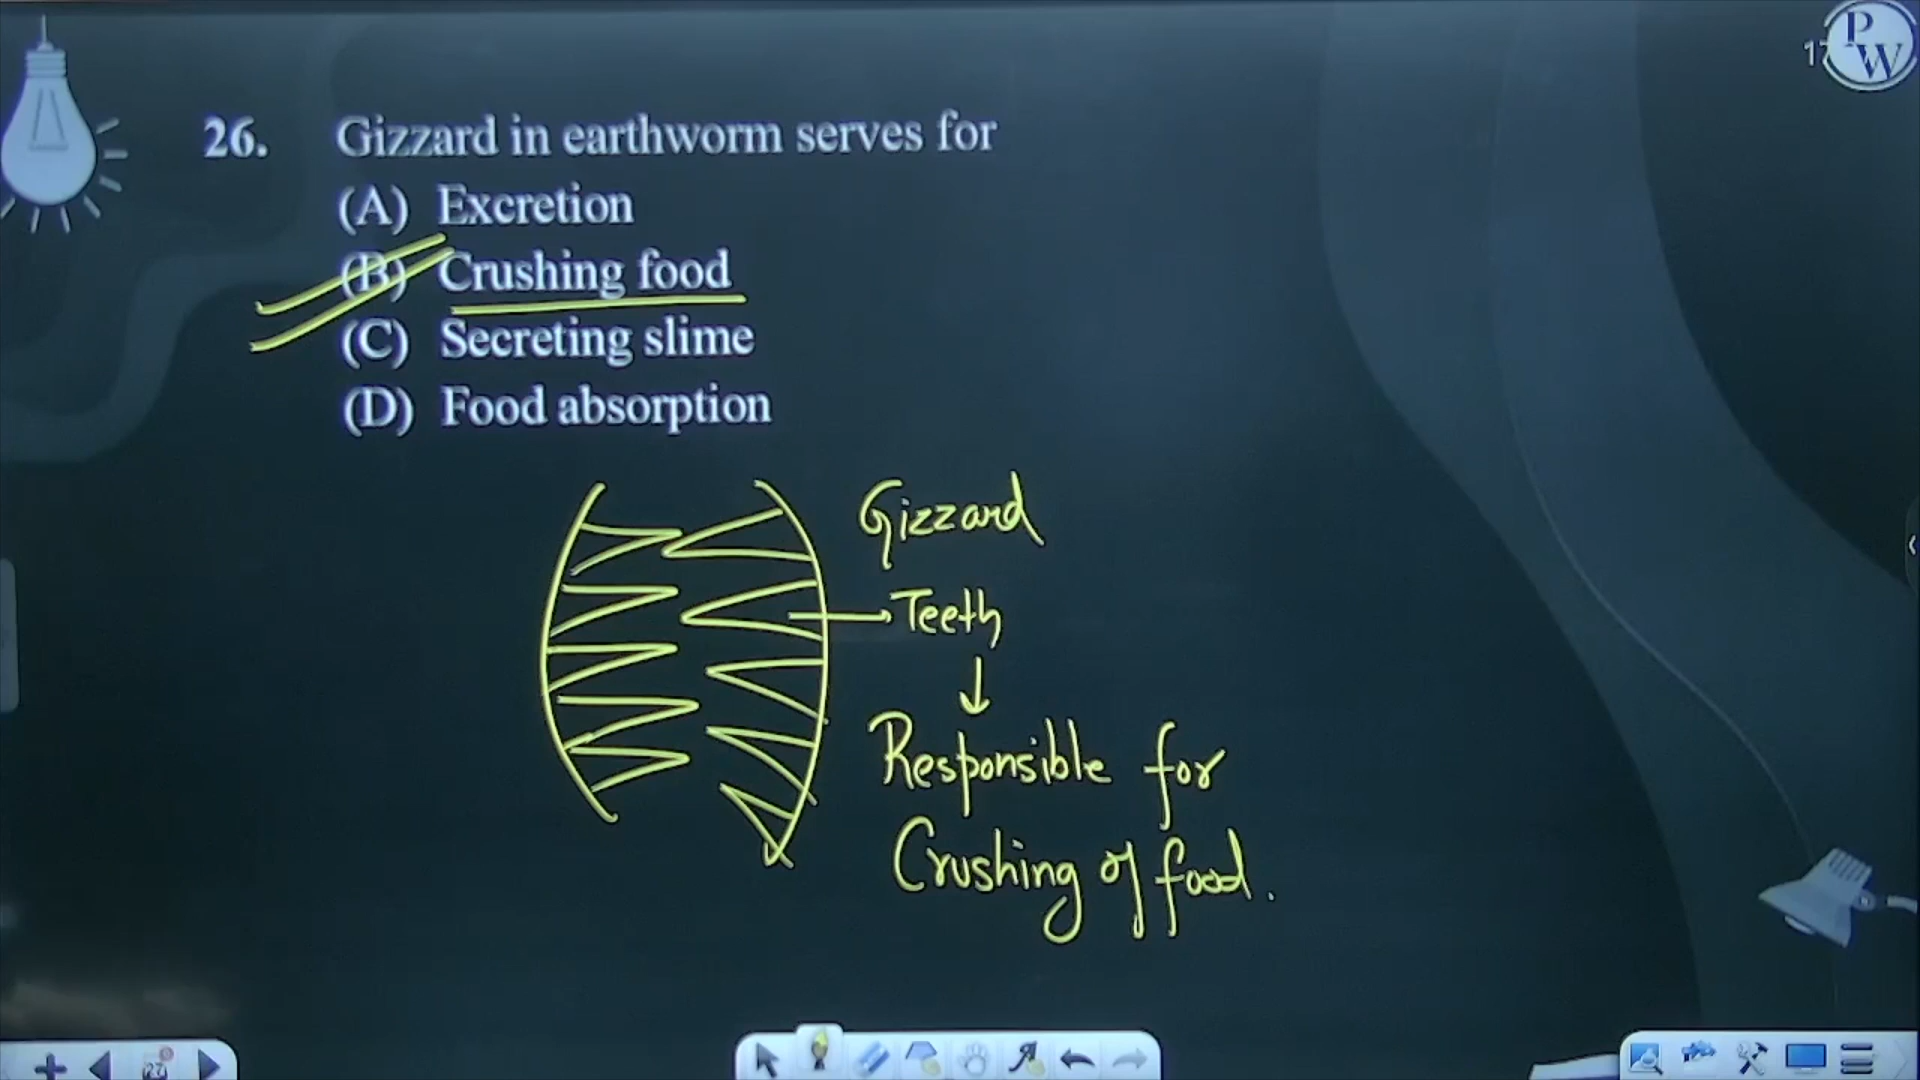 PW
26. Gizzard in earthworm serves for
(A) Excretion
(B) Crushing food
(C) Secreting slime
(D) Food absorption
Gizzard
Teeth
Responsible for
Crushing of food.